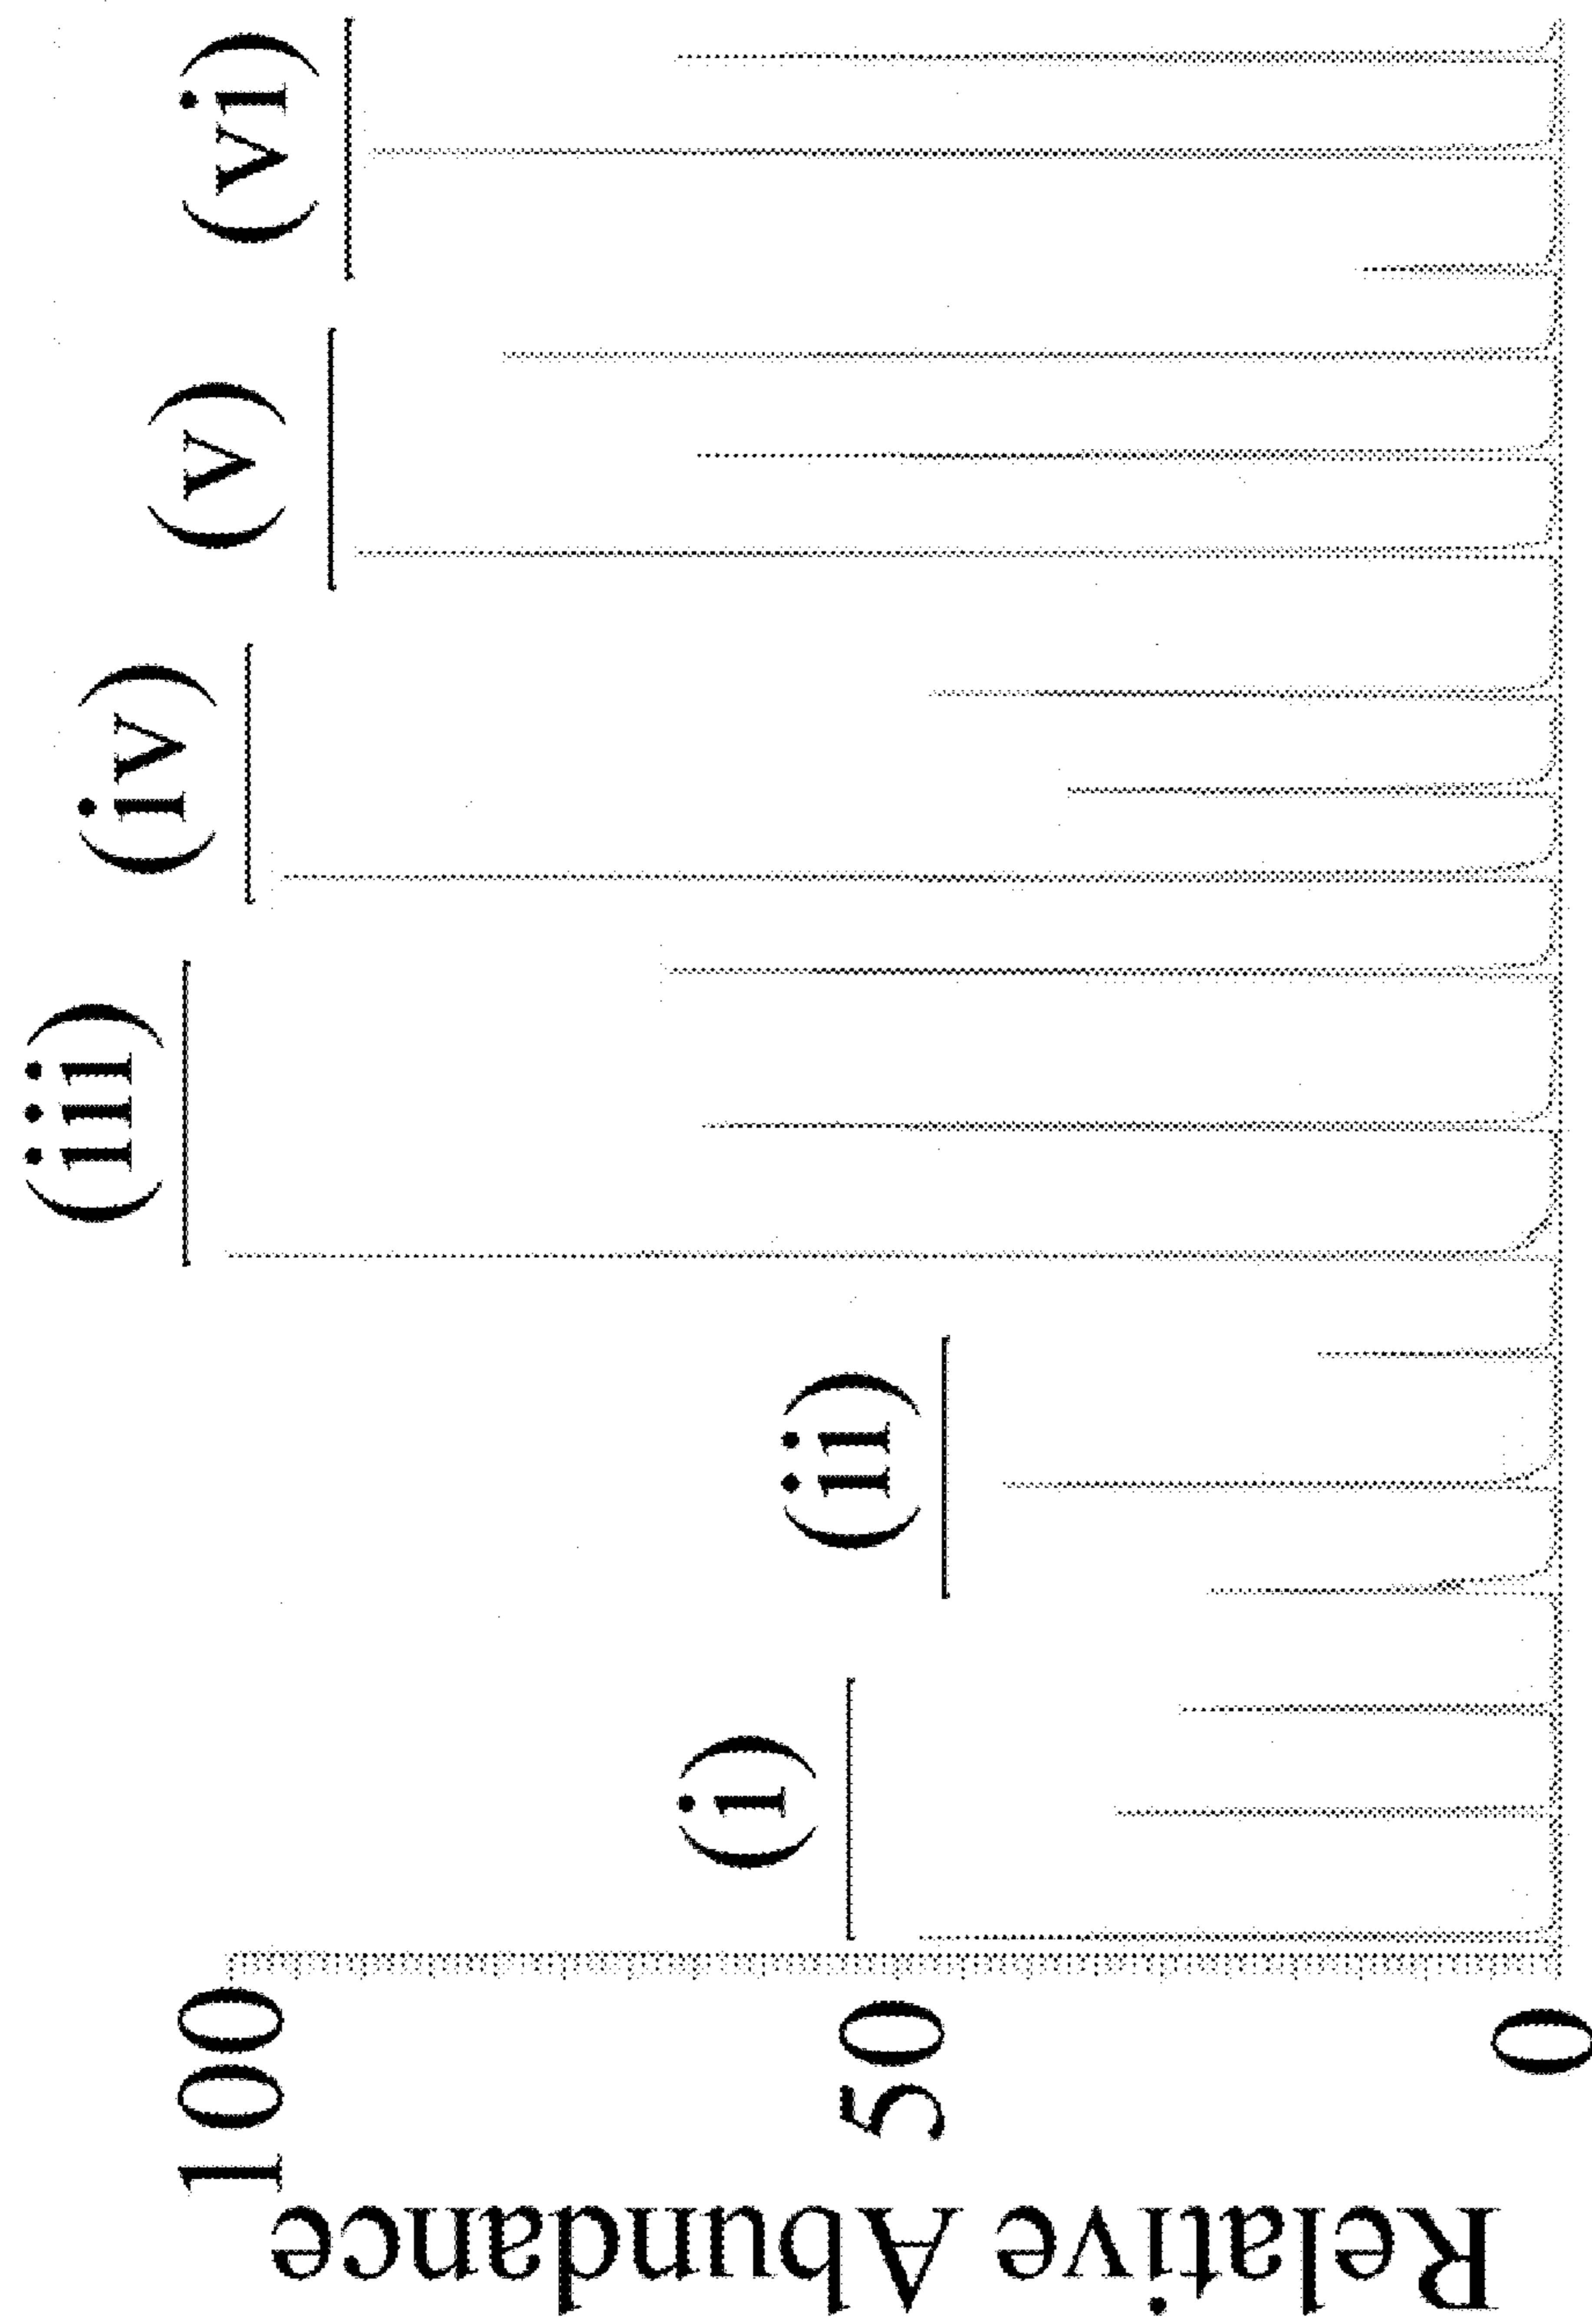 Relative Abundance
100
50
0
(i)
(ii)
(iii)
(iv)
(v)
(vi)